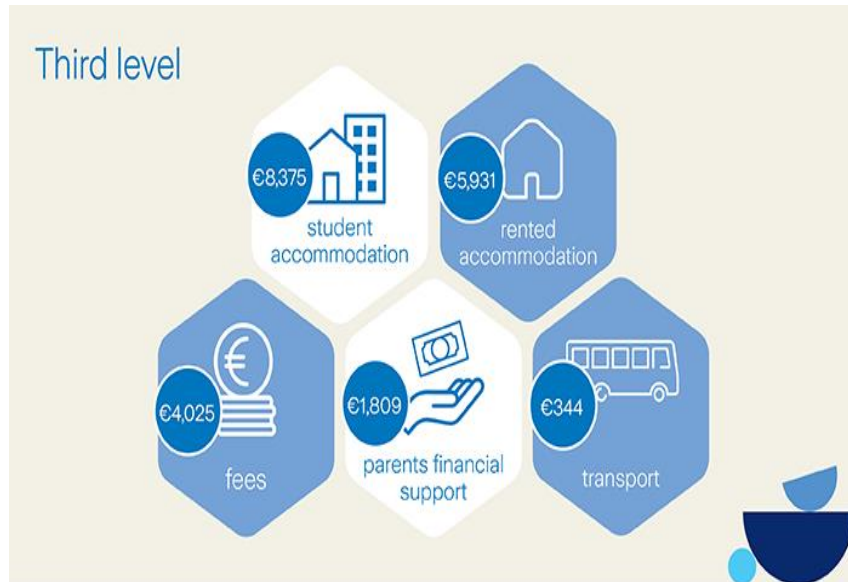 Third level
€8,375
student
accommodation
€5,931
rented
accommodation
€4,025
fees
€1,809
parents financial
support
€344
transport